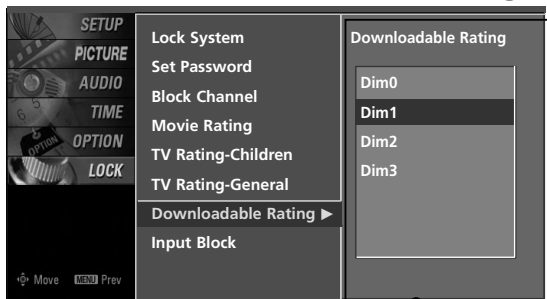 SETUP
PICTURE
AUDIO
TIME
OPTION
LOCK
Move MENU Prev
Lock System
Set Password
Block Channel
Movie Rating
TV Rating-Children
TV Rating-General
Downloadable Rating ▶
Input Block
Downloadable Rating
Dim0
Dim1
Dim2
Dim3